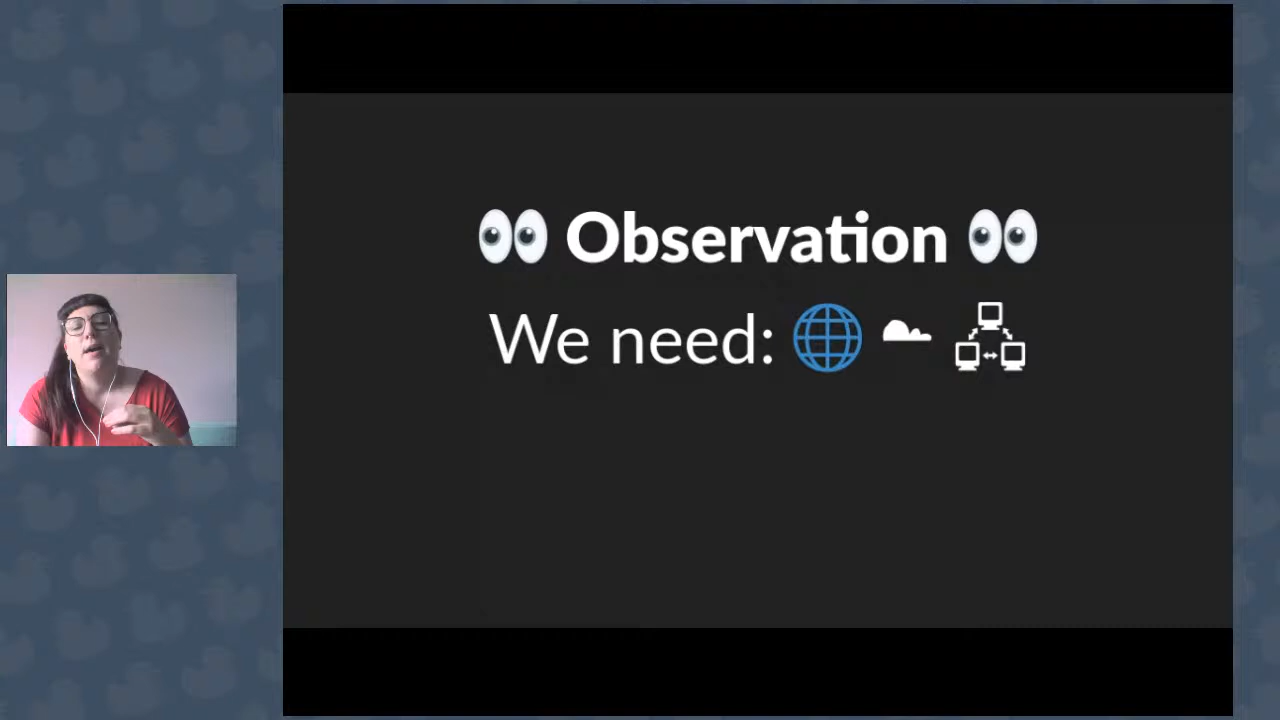 👀 Observation 👀
We need: 🌐 ☁ 🖧